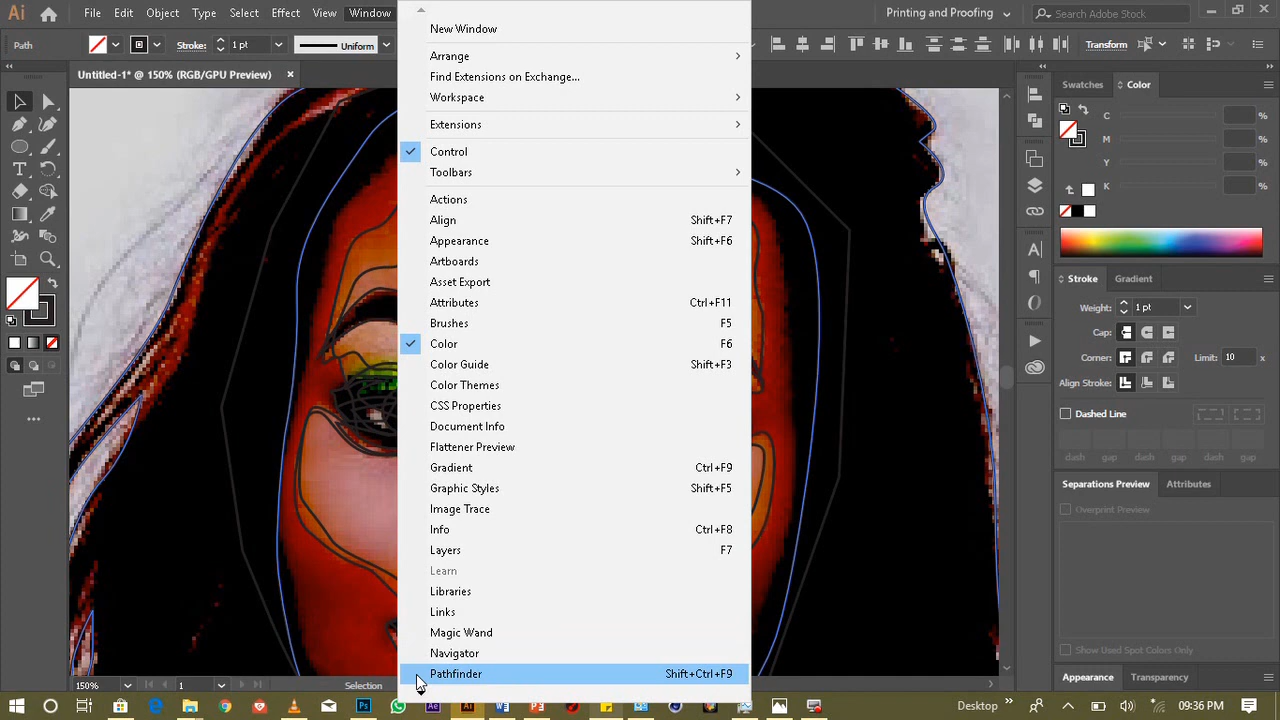 Ai
File
Edit
Object
Type
Select
Effect
View
Window
Printing and Proofing
Search Adobe Stock
Path
Stroke:
1 pt
Uniform
Transform
Untitled-1* @ 150% (RGB/GPU Preview)
New Window
Arrange
Find Extensions on Exchange...
Workspace
Extensions
Control
Toolbars
Actions
Align Shift+F7
Appearance Shift+F6
Artboards
Asset Export
Attributes Ctrl+F11
Brushes F5
Color F6
Color Guide Shift+F3
Color Themes
CSS Properties
Document Info
Flattener Preview
Gradient Ctrl+F9
Graphic Styles Shift+F5
Image Trace
Info Ctrl+F8
Layers F7
Learn
Libraries
Links
Magic Wand
Navigator
Pathfinder Shift+Ctrl+F9
Swatches
Color
C %
M %
Y %
K %
Stroke
Gradient
Weight: 1 pt
Cap:
Corner: Limit: 10 x
Align Stroke:
Dashed Line
dash gap dash gap dash gap
Separations Preview
Attributes
Overprint Preview
Show Used Spot Colors Only
Appearance
Transparency
150%
1
Selection
Desktop
09:36 PM